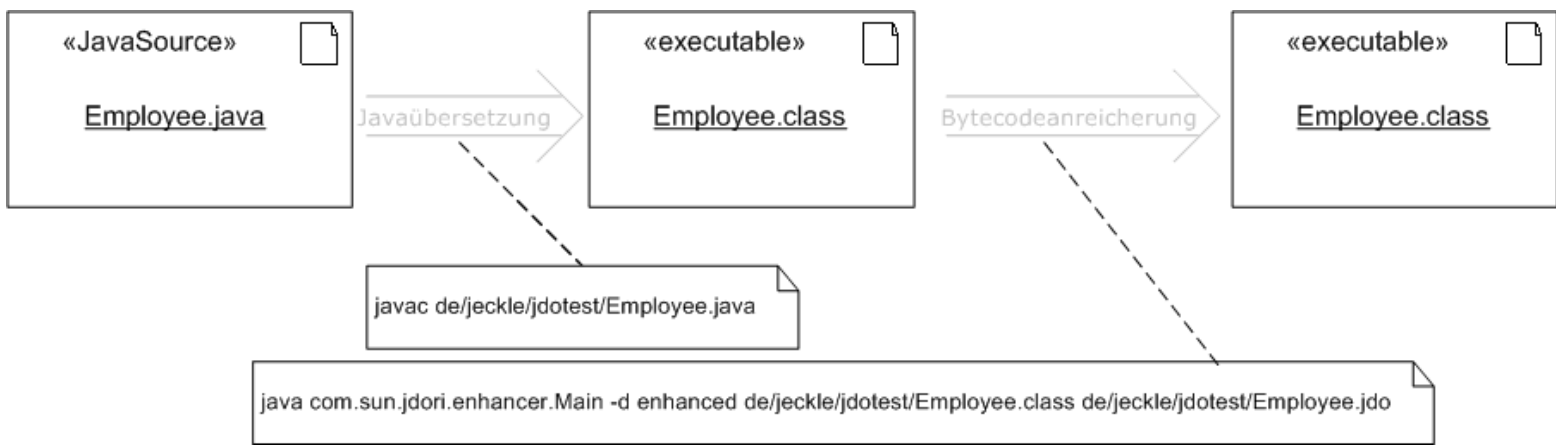 «JavaSource»
Employee.java
Javaübersetzung
«executable»
Employee.class
Bytecodeanreicherung
«executable»
Employee.class
javac de/jeckle/jdotest/Employee.java
java com.sun.jdori.enhancer.Main -d enhanced de/jeckle/jdotest/Employee.class de/jeckle/jdotest/Employee.jdo